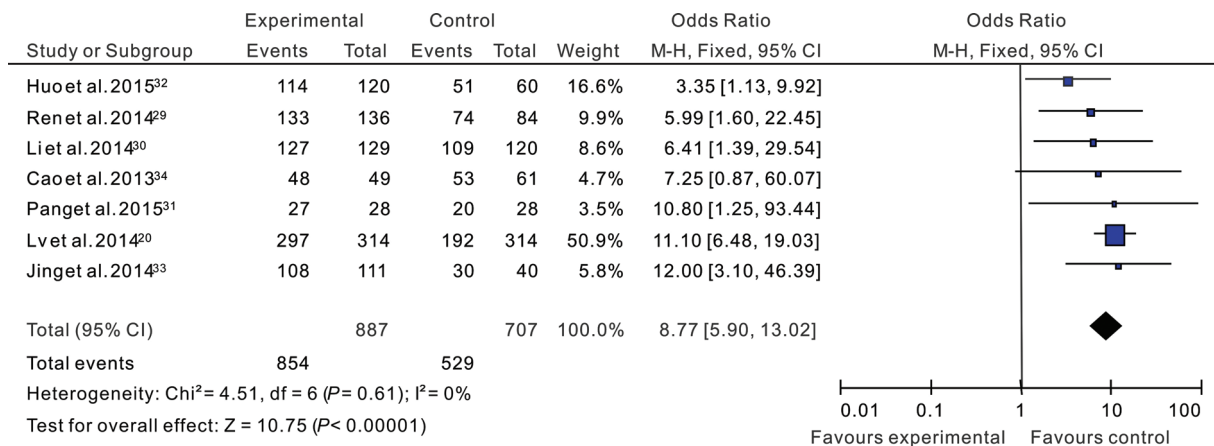 Experimental Control Odds Ratio Odds Ratio
Study or Subgroup Events Total Events Total Weight M-H, Fixed, 95% CI M-H, Fixed, 95% CI
Huo et al. 2015³² 114 120 51 60 16.6% 3.35 [1.13, 9.92]
Ren et al. 2014²⁹ 133 136 74 84 9.9% 5.99 [1.60, 22.45]
Li et al. 2014³⁰ 127 129 109 120 8.6% 6.41 [1.39, 29.54]
Cao et al. 2013³⁴ 48 49 53 61 4.7% 7.25 [0.87, 60.07]
Pang et al. 2015³¹ 27 28 20 28 3.5% 10.80 [1.25, 93.44]
Lv et al. 2014²⁰ 297 314 192 314 50.9% 11.10 [6.48, 19.03]
Jing et al. 2014³³ 108 111 30 40 5.8% 12.00 [3.10, 46.39]
Total (95% CI) 887 707 100.0% 8.77 [5.90, 13.02]
Total events 854 529
Heterogeneity: Chi² = 4.51, df = 6 (P = 0.61); I² = 0%
Test for overall effect: Z = 10.75 (P < 0.00001)
0.01 0.1 1 10 100
Favours experimental Favours control